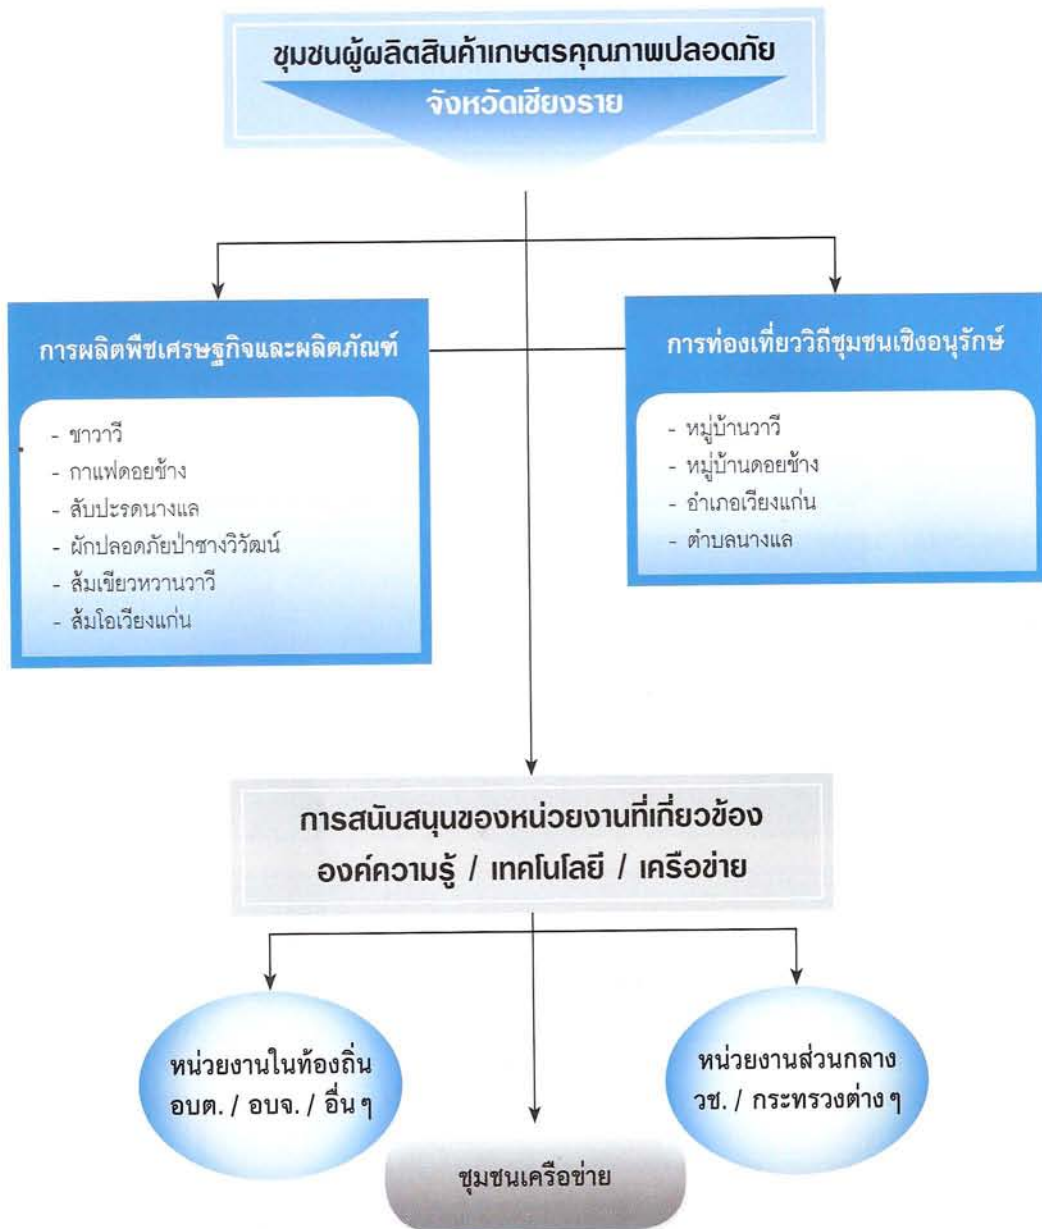 ชุมชนผู้ผลิตสินค้าเกษตรคุณภาพปลอดภัย
จังหวัดเชียงราย
การผลิตพืชเศรษฐกิจและผลิตภัณฑ์
- ชาวาวี
- กาแฟดอยช้าง
- สับปะรดนางแล
- ผักปลอดภัยป่าซางวิวัฒน์
- ส้มเขียวหวานวาวี
- ส้มโอเวียงแก่น
การท่องเที่ยววิถีชุมชนเชิงอนุรักษ์
- หมู่บ้านวาวี
- หมู่บ้านดอยช้าง
- อำเภอเวียงแก่น
- ตำบลนางแล
การสนับสนุนของหน่วยงานที่เกี่ยวข้อง
องค์ความรู้ / เทคโนโลยี / เครือข่าย
หน่วยงานในท้องถิ่น
อบต. / อบจ. / อื่น ๆ
หน่วยงานส่วนกลาง
วช. / กระทรวงต่าง ๆ
ชุมชนเครือข่าย